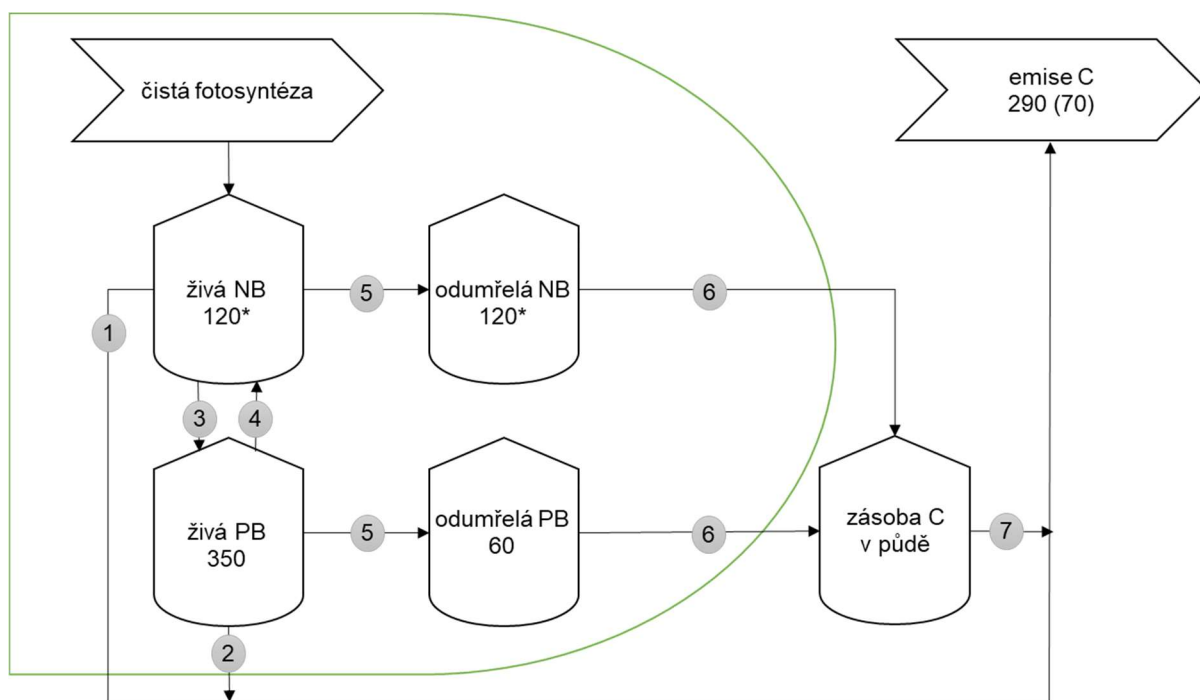 čistá fotosyntéza
emise C
290 (70)
živá NB
120*
5
odumřelá NB
120*
6
1
3
4
živá PB
350
5
odumřelá PB
60
6
zásoba C
v půdě
7
2